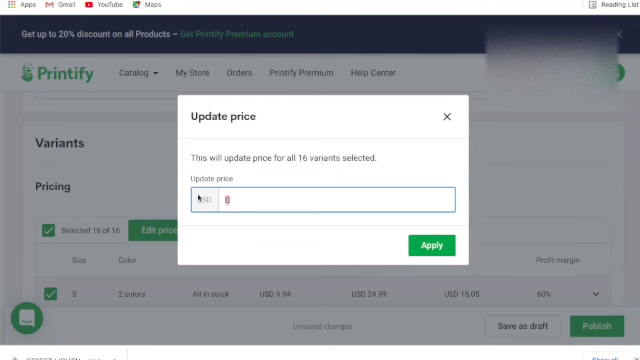 Apps Gmail YouTube Maps Reading List
Get up to 20% discount on all Products – Get Printify Premium account
Printify Catalog My Store Orders Printify Premium Help Center
Update price
This will update price for all 16 variants selected.
Update price
USD 0
Apply
Variants
Pricing
Selected 16 of 16 Edit price
Size Color Profit margin
S 2 colors All in stock USD 9.94 USD 24.99 USD 15.05 60%
Unsaved changes Save as draft Publish
Show all